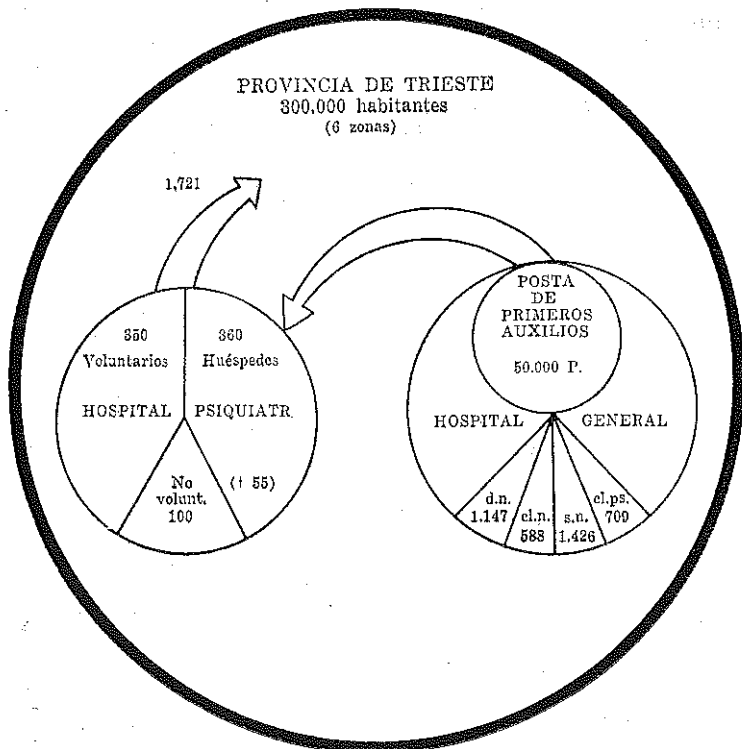 PROVINCIA DE TRIESTE
300,000 habitantes
(6 zonas)
1,721
350
Voluntarios
360
Huéspedes
HOSPITAL PSIQUIATR.
No
volunt.
100
(† 55)
POSTA
DE
PRIMEROS
AUXILIOS
50.000 P.
HOSPITAL GENERAL
d.n.
1.147
cl.n.
588
s.n.
1.426
cl.ps.
709